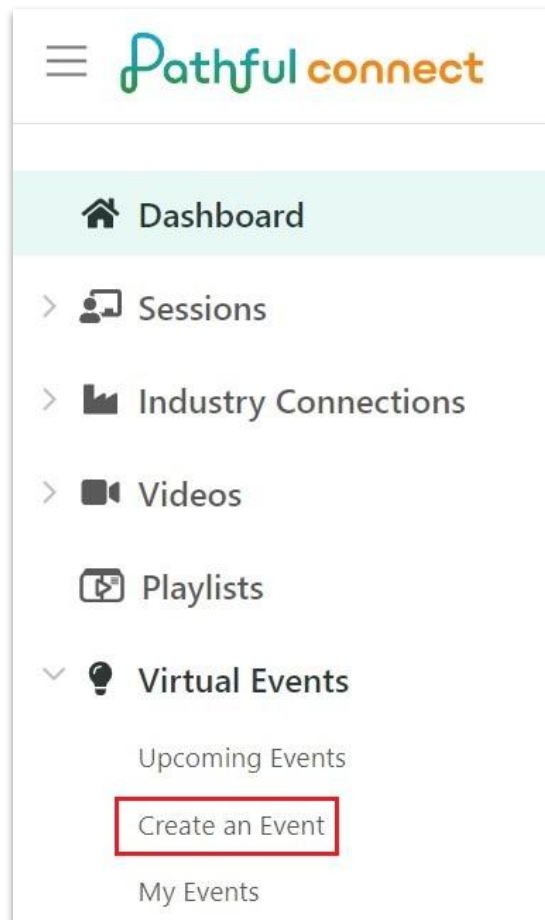 Pathful connect
Dashboard
Sessions
Industry Connections
Videos
Playlists
Virtual Events
Upcoming Events
Create an Event
My Events